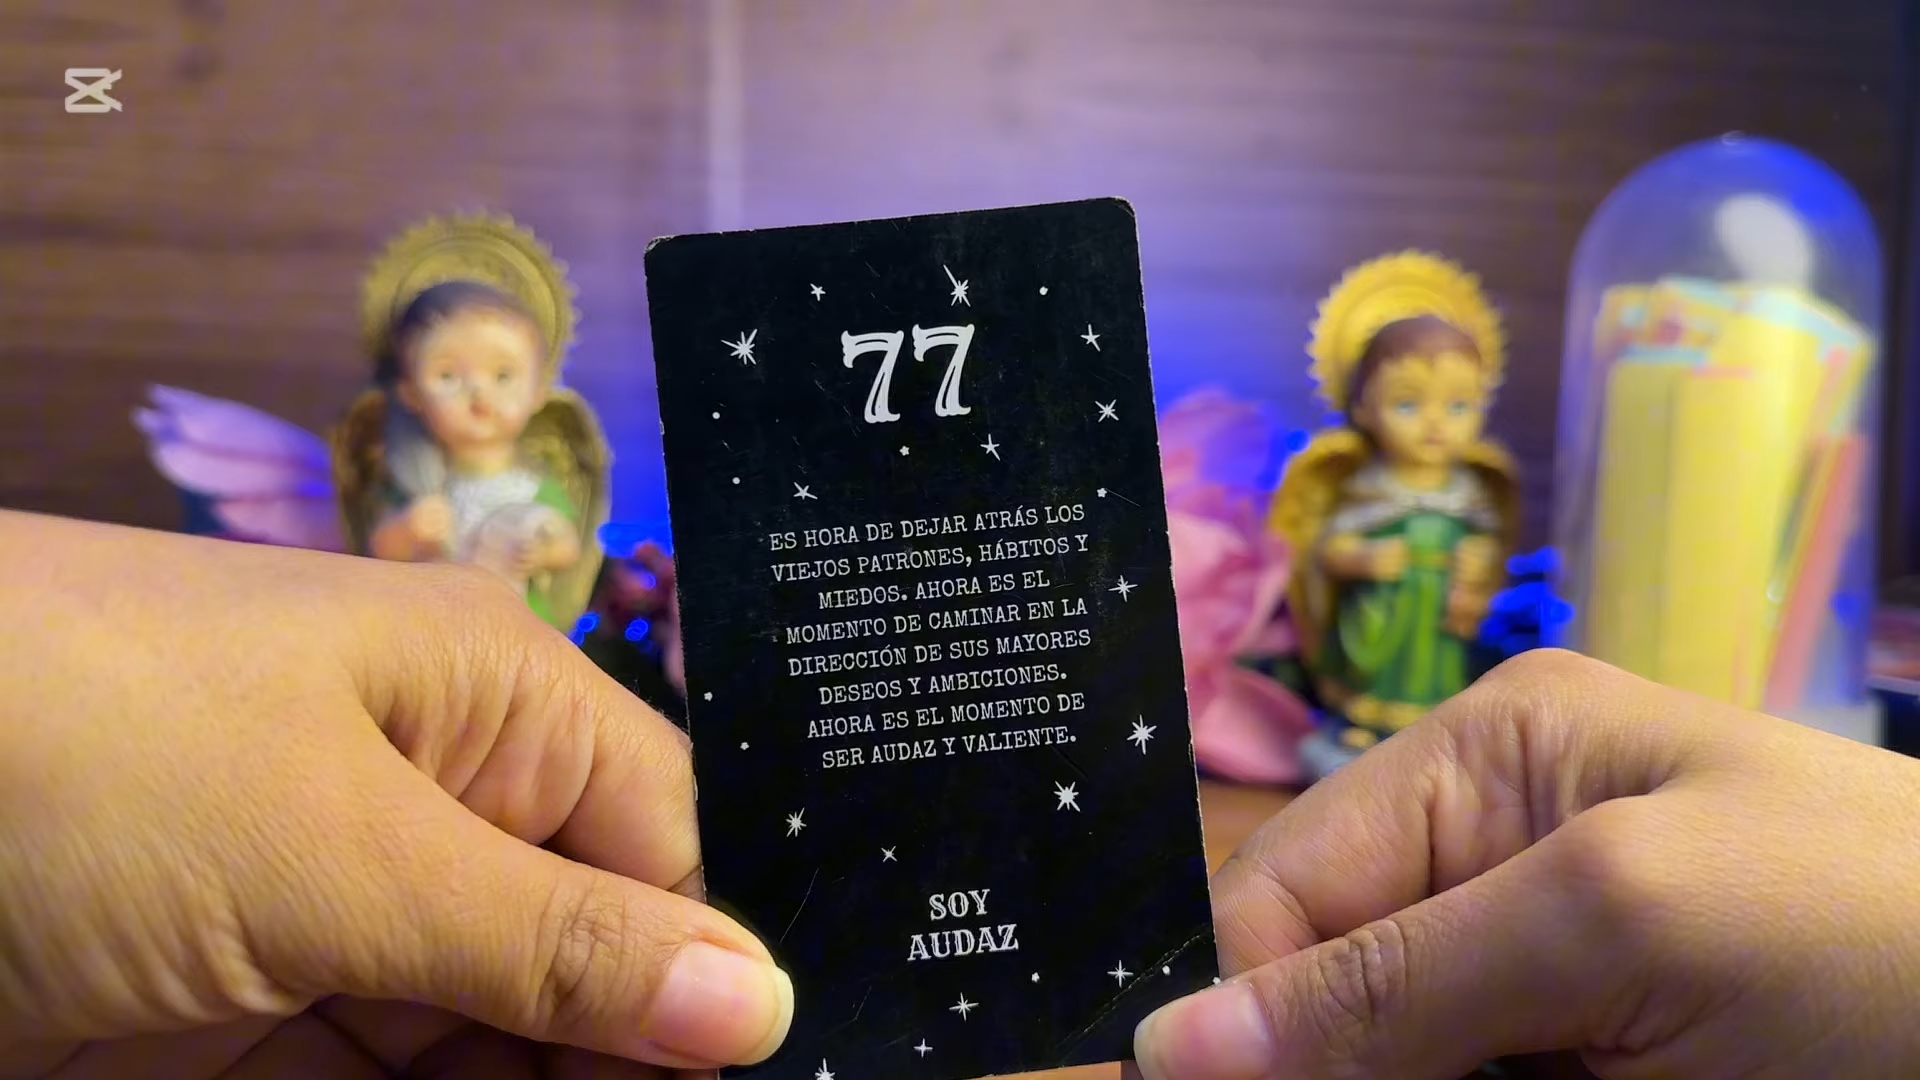 77
ES HORA DE DEJAR ATRÁS LOS
VIEJOS PATRONES, HÁBITOS Y
MIEDOS. AHORA ES EL
MOMENTO DE CAMINAR EN LA
DIRECCIÓN DE SUS MAYORES
DESEOS Y AMBICIONES.
AHORA ES EL MOMENTO DE
SER AUDAZ Y VALIENTE.
SOY
AUDAZ